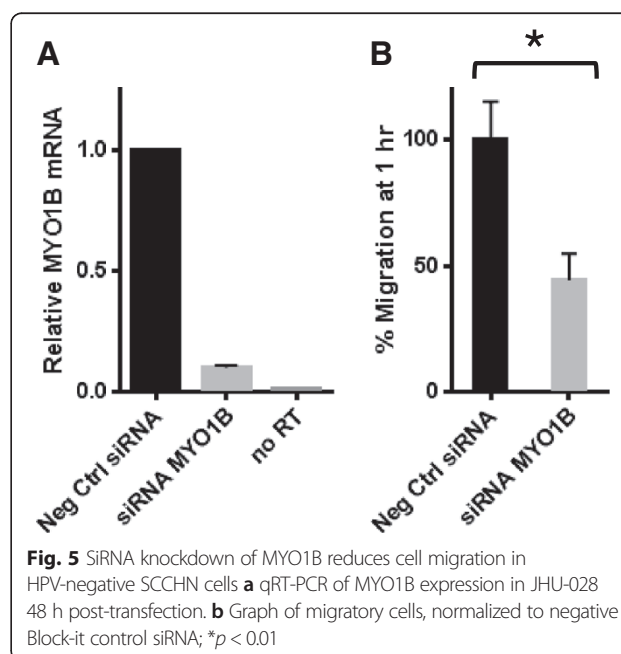 A
Relative MYO1B mRNA
1.0
0.5
0.0
Neg Ctrl siRNA
siRNA MYO1B
no RT
B
*
% Migration at 1 hr
100
50
0
Neg Ctrl siRNA
siRNA MYO1B
Fig. 5 SiRNA knockdown of MYO1B reduces cell migration in
HPV-negative SCCHN cells a qRT-PCR of MYO1B expression in JHU-028
48 h post-transfection. b Graph of migratory cells, normalized to negative
Block-it control siRNA; *p < 0.01